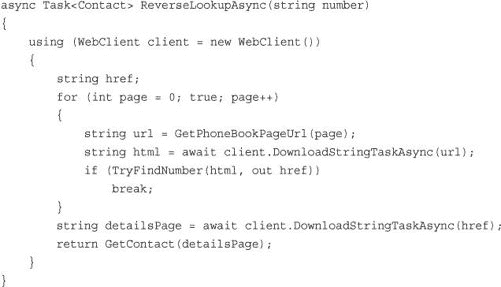 async Task<Contact> ReverseLookupAsync(string number)
{
    using (WebClient client = new WebClient())
    {
        string href;
        for (int page = 0; true; page++)
        {
            string url = GetPhoneBookPageUrl(page);
            string html = await client.DownloadStringTaskAsync(url);
            if (TryFindNumber(html, out href))
                break;
        }
        string detailsPage = await client.DownloadStringTaskAsync(href);
        return GetContact(detailsPage);
    }
}